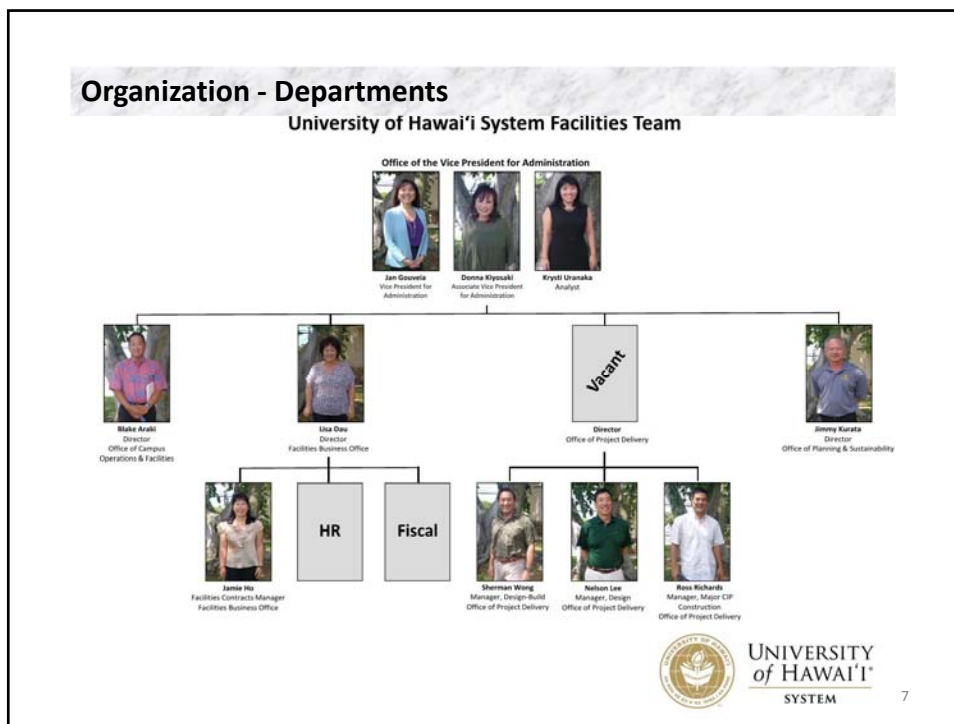 Organization - Departments
University of Hawai‘i System Facilities Team
Office of the Vice President for Administration
Jan Gouveia
Vice President for
Administration
Donna Kiyosaki
Associate Vice President
for Administration
Krysti Uranaka
Analyst
Blake Araki
Director
Office of Campus
Operations & Facilities
Lisa Dau
Director
Facilities Business Office
Vacant
Director
Office of Project Delivery
Jimmy Kurata
Director
Office of Planning & Sustainability
Jamie Ho
Facilities Contracts Manager
Facilities Business Office
HR
Fiscal
Sherman Wong
Manager, Design-Build
Office of Project Delivery
Nelson Lee
Manager, Design
Office of Project Delivery
Ross Richards
Manager, Major CIP
Construction
Office of Project Delivery
UNIVERSITY
of HAWAI‘I®
SYSTEM
7